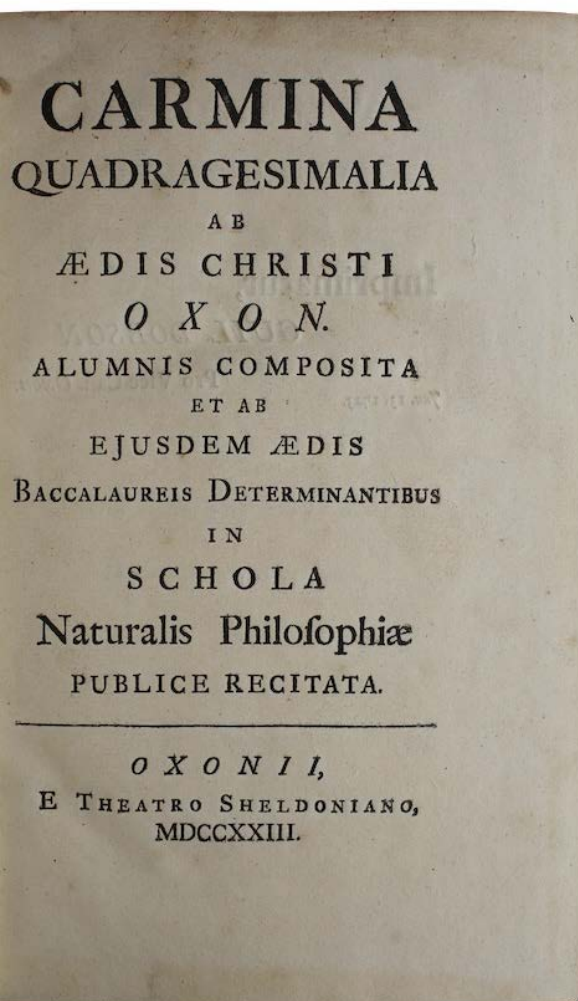 CARMINA
QUADRAGESIMALIA
AB
ÆDIS CHRISTI
OXON.
ALUMNIS COMPOSITA
ET AB
EJUSDEM ÆDIS
BACCALAUREIS DETERMINANTIBUS
IN
SCHOLA
Naturalis Philoſophiæ
PUBLICE RECITATA.
OXONII,
E THEATRO SHELDONIANO,
MDCCXXIII.